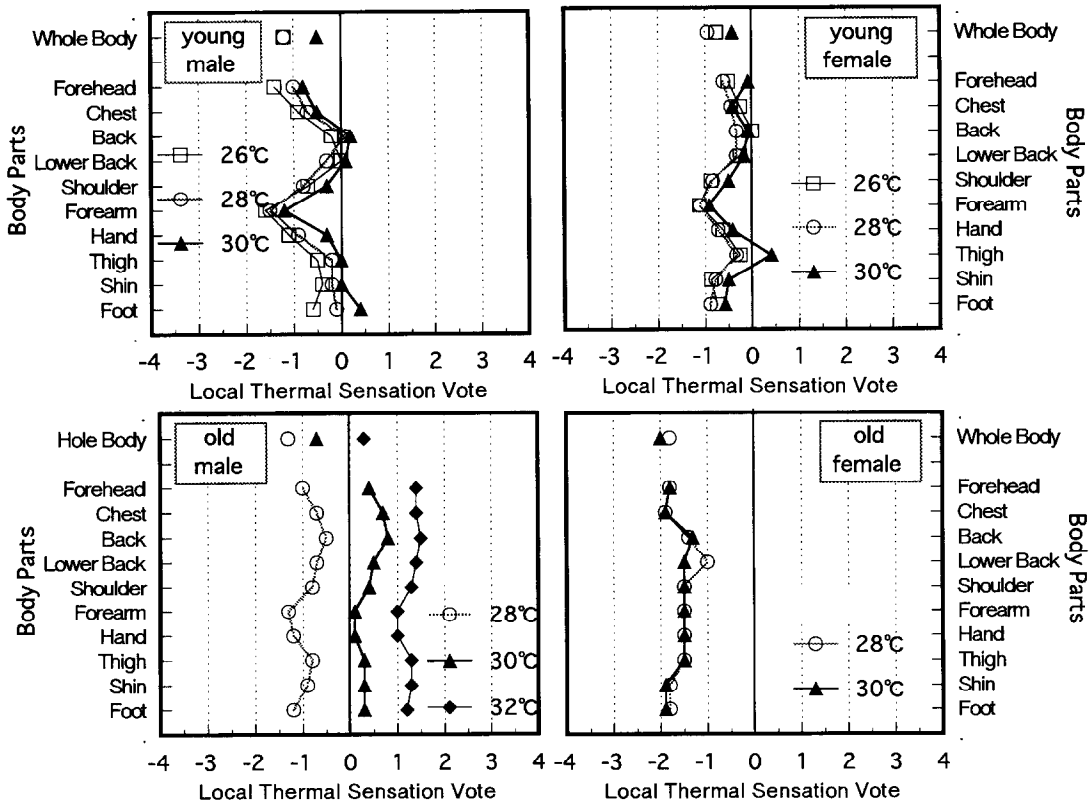 young
male
Whole Body
Forehead
Chest
Back
Lower Back
Shoulder
Forearm
Hand
Thigh
Shin
Foot
Body Parts
26℃
28℃
30℃
-4 -3 -2 -1 0 1 2 3 4
Local Thermal Sensation Vote
young
female
Whole Body
Forehead
Chest
Back
Lower Back
Shoulder
Forearm
Hand
Thigh
Shin
Foot
Body Parts
26℃
28℃
30℃
-4 -3 -2 -1 0 1 2 3 4
Local Thermal Sensation Vote
old
male
Hole Body
Forehead
Chest
Back
Lower Back
Shoulder
Forearm
Hand
Thigh
Shin
Foot
Body Parts
28℃
30℃
32℃
-4 -3 -2 -1 0 1 2 3 4
Local Thermal Sensation Vote
old
female
Whole Body
Forehead
Chest
Back
Lower Back
Shoulder
Forearm
Hand
Thigh
Shin
Foot
Body Parts
28℃
30℃
-4 -3 -2 -1 0 1 2 3 4
Local Thermal Sensation Vote